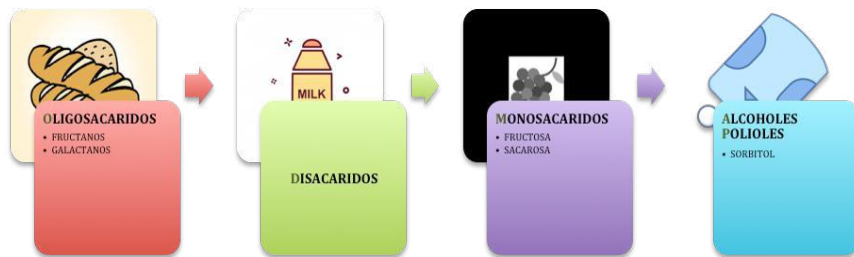 OLIGOSACARIDOS
• FRUCTANOS
• GALACTANOS
MILK
DISACARIDOS
MONOSACARIDOS
• FRUCTOSA
• SACAROSA
ALCOHOLES
POLIOLES
• SORBITOL